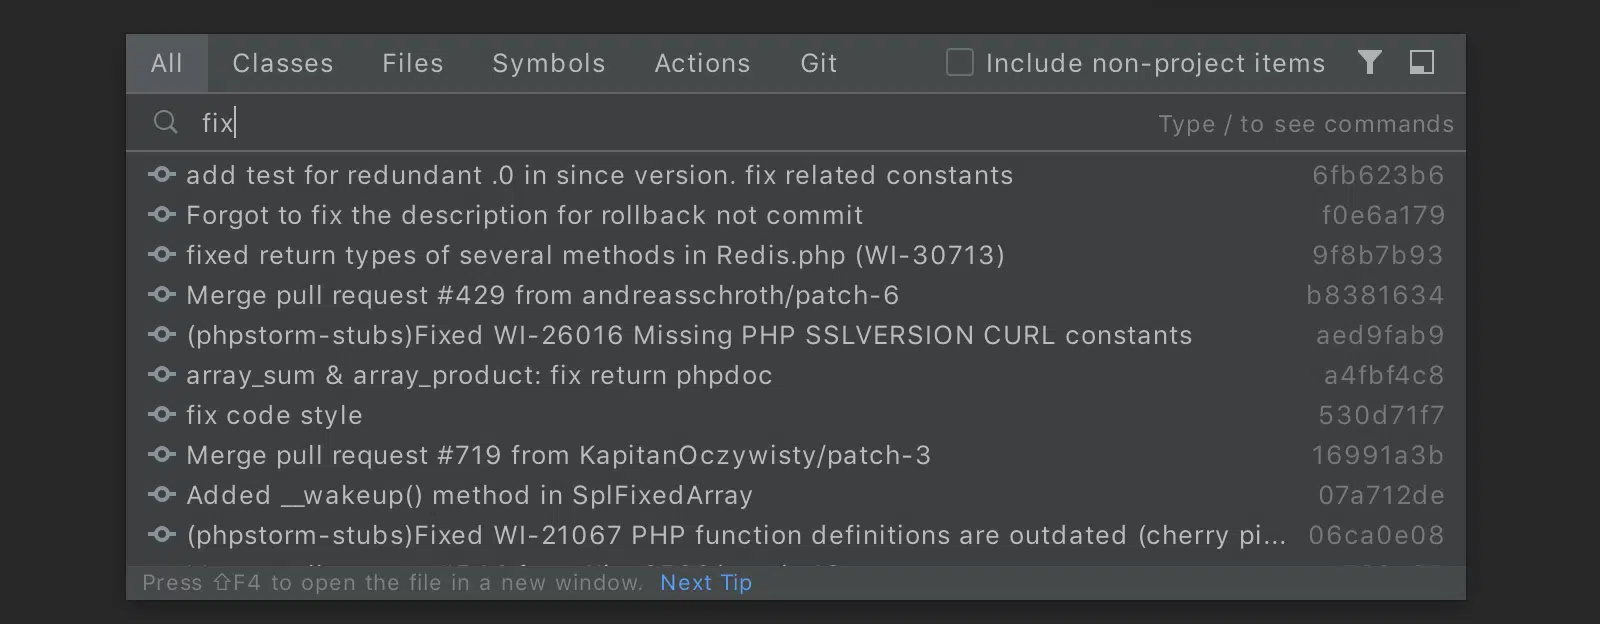 All Classes Files Symbols Actions Git Include non-project items
fix Type / to see commands
add test for redundant .0 in since version. fix related constants 6fb623b6
Forgot to fix the description for rollback not commit f0e6a179
fixed return types of several methods in Redis.php (WI-30713) 9f8b7b93
Merge pull request #429 from andreasschroth/patch-6 b8381634
(phpstorm-stubs)Fixed WI-26016 Missing PHP SSLVERSION CURL constants aed9fab9
array_sum & array_product: fix return phpdoc a4fbf4c8
fix code style 530d71f7
Merge pull request #719 from KapitanOczywisty/patch-3 16991a3b
Added __wakeup() method in SplFixedArray 07a712de
(phpstorm-stubs)Fixed WI-21067 PHP function definitions are outdated (cherry pi... 06ca0e08
Press ⇧F4 to open the file in a new window. Next Tip